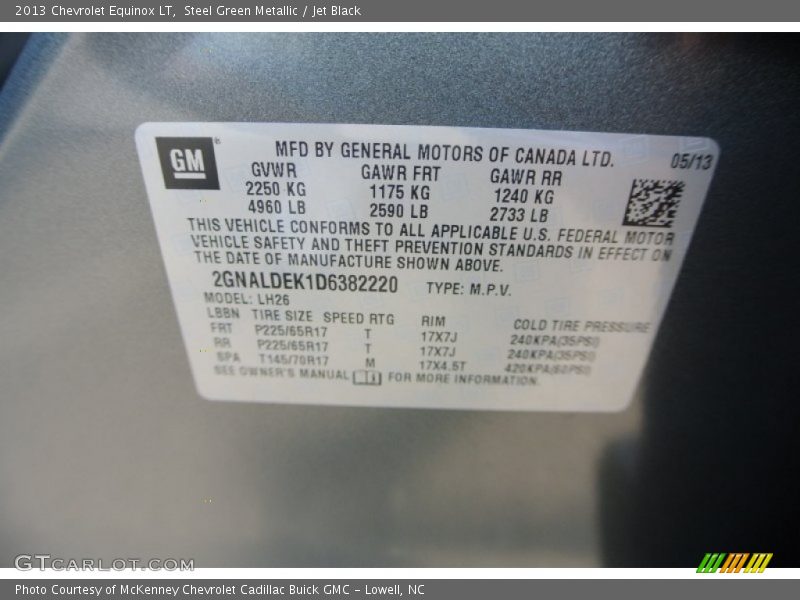 2013 Chevrolet Equinox LT, Steel Green Metallic / Jet Black
GM ®
MFD BY GENERAL MOTORS OF CANADA LTD. 05/13
GVWR GAWR FRT GAWR RR
2250 KG 1175 KG 1240 KG
4960 LB 2590 LB 2733 LB
THIS VEHICLE CONFORMS TO ALL APPLICABLE U.S. FEDERAL MOTOR
VEHICLE SAFETY AND THEFT PREVENTION STANDARDS IN EFFECT ON
THE DATE OF MANUFACTURE SHOWN ABOVE.
2GNALDEK1D6382220 TYPE: M.P.V.
MODEL: LH26
LBBN TIRE SIZE SPEED RTG RIM COLD TIRE PRESSURE
FRT P225/65R17 T 17X7J 240KPA(35PSI)
RR P225/65R17 T 17X7J 240KPA(35PSI)
SPA T145/70R17 M 17X4.5T 420KPA(60PSI)
SEE OWNER'S MANUAL FOR MORE INFORMATION.
GTCARLOT.COM
Photo Courtesy of McKenney Chevrolet Cadillac Buick GMC - Lowell, NC